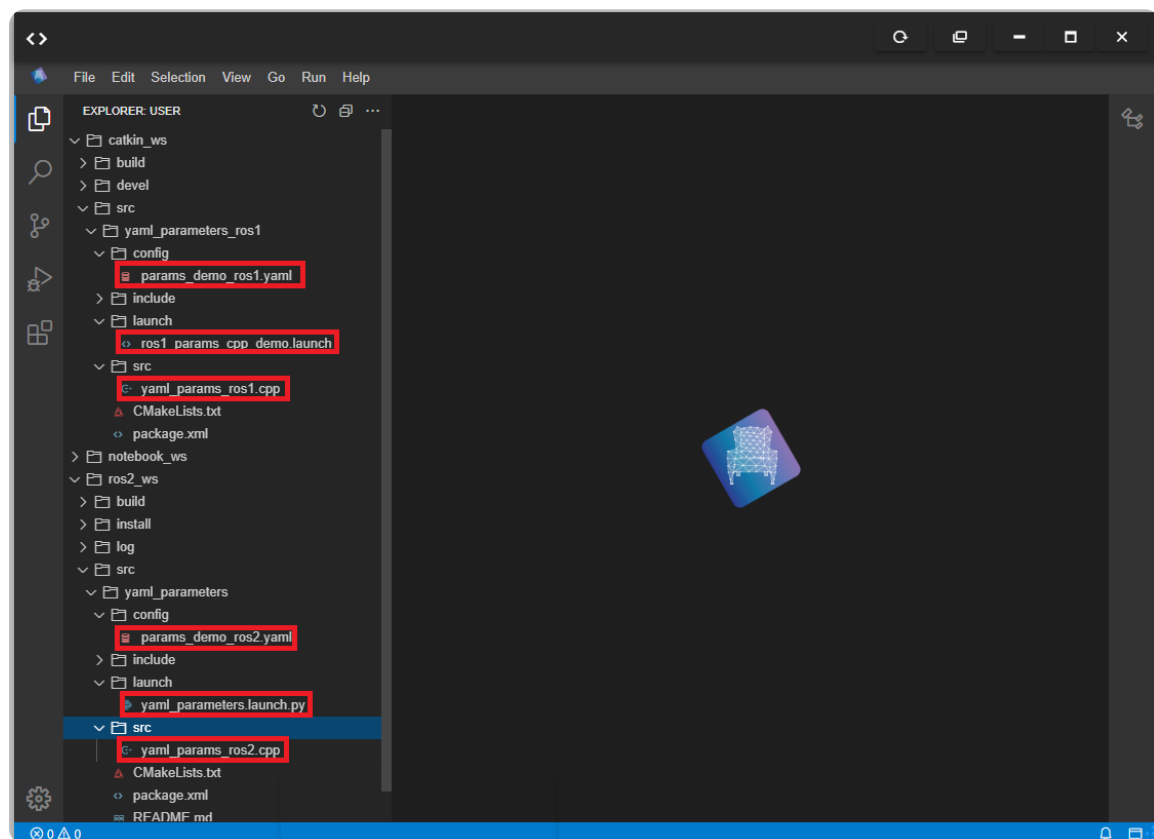 File Edit Selection View Go Run Help
EXPLORER: USER
catkin_ws
build
devel
src
yaml_parameters_ros1
config
params_demo_ros1.yaml
include
launch
ros1_params_cpp_demo.launch
src
yaml_params_ros1.cpp
CMakeLists.txt
package.xml
notebook_ws
ros2_ws
build
install
log
src
yaml_parameters
config
params_demo_ros2.yaml
include
launch
yaml_parameters.launch.py
src
yaml_params_ros2.cpp
CMakeLists.txt
package.xml
README.md
0 0